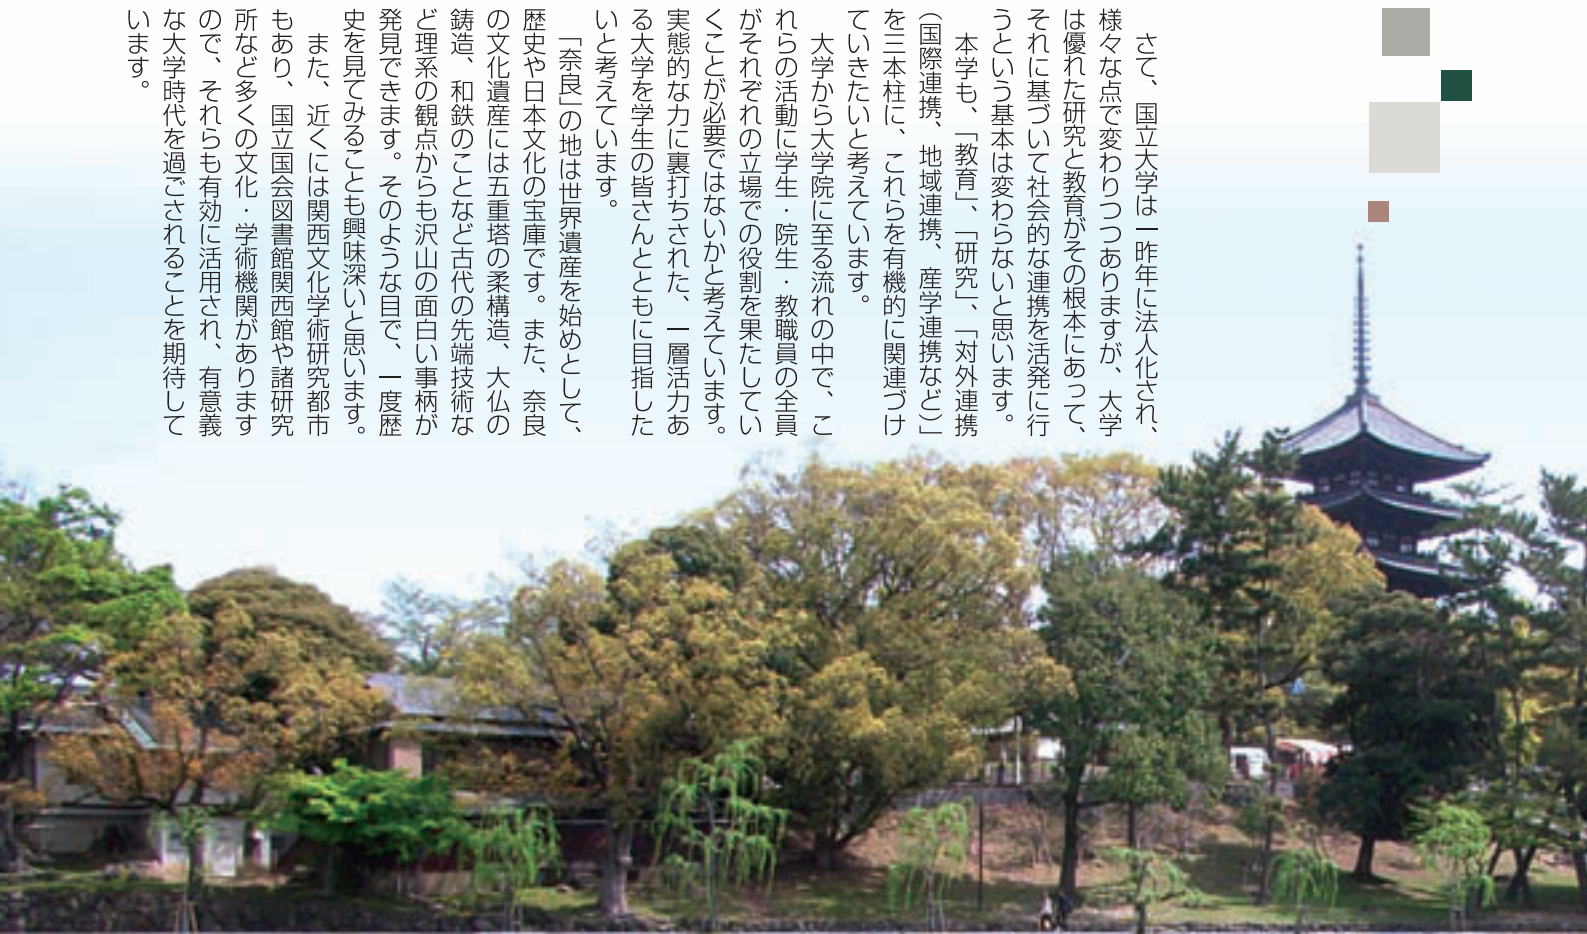 さて、国立大学は一昨年に法人化され、
様々な点で変わりつつありますが、大学
は優れた研究と教育がその根本にあって、
それに基づいて社会的な連携を活発に行
うという基本は変わらないと思います。
本学も、「教育」、「研究」、「対外連携
（国際連携、地域連携、産学連携など）」
を三本柱に、これらを有機的に関連づけ
ていきたいと考えています。
大学から大学院に至る流れの中で、こ
れらの活動に学生・院生・教職員の全員
がそれぞれの立場での役割を果たしてい
くことが必要ではないかと考えています。
実態的な力に裏打ちされた、一層活力あ
る大学を学生の皆さんとともに目指した
いと考えています。
「奈良」の地は世界遺産を始めとして、
歴史や日本文化の宝庫です。また、奈良
の文化遺産には五重塔の柔構造、大仏の
鋳造、和鉄のことなど古代の先端技術な
ど理系の観点からも沢山の面白い事柄が
発見できます。そのような目で、一度歴
史を見てみることも興味深いと思います。
また、近くには関西文化学術研究都市
もあり、国立国会図書館関西館や諸研究
所など多くの文化・学術機関があります
ので、それらも有効に活用され、有意義
な大学時代を過ごされることを期待して
います。